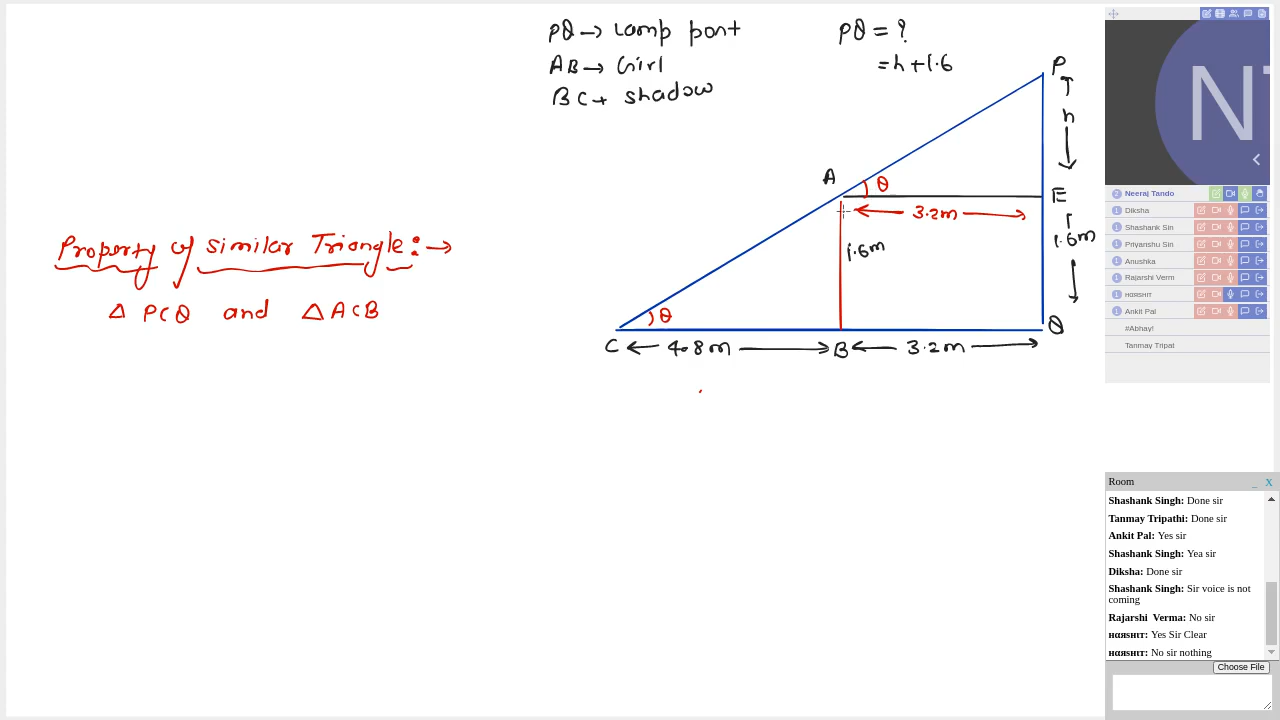 PQ → Lamp port
AB → Girl
BC → shadow
PQ = ?
= h + 1.6
P
h
A
θ
E
3.2m
1.6m
1.6m
θ
Q
C
4.8m
B
3.2m
Property of similar Triangle: →
Δ PCQ and Δ ACB
N
Neeraj Tando
Diksha
Shashank Sin
Priyanshu Sin
Anushka
Rajarshi Verm
нαяѕнιт
Ankit Pal
#Abhay!
Tanmay Tripat
Room
_ X
Shashank Singh: Done sir
Tanmay Tripathi: Done sir
Ankit Pal: Yes sir
Shashank Singh: Yea sir
Diksha: Done sir
Shashank Singh: Sir voice is not
coming
Rajarshi Verma: No sir
нαяѕнιт: Yes Sir Clear
нαяѕнιт: No sir nothing
Choose File